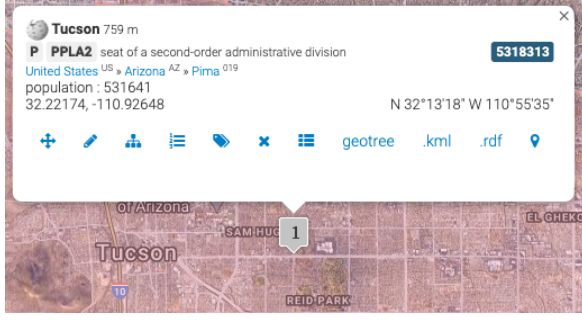 ×
Tucson 759 m
P PPLA2 seat of a second-order administrative division 5318313
United States US » Arizona AZ » Pima 019
population : 531641
32.22174, -110.92648 N 32°13'18" W 110°55'35"
geotree .kml .rdf
of Arizona
EL GHEKO
SAM HUG
1
Tucson
10
REID PARK